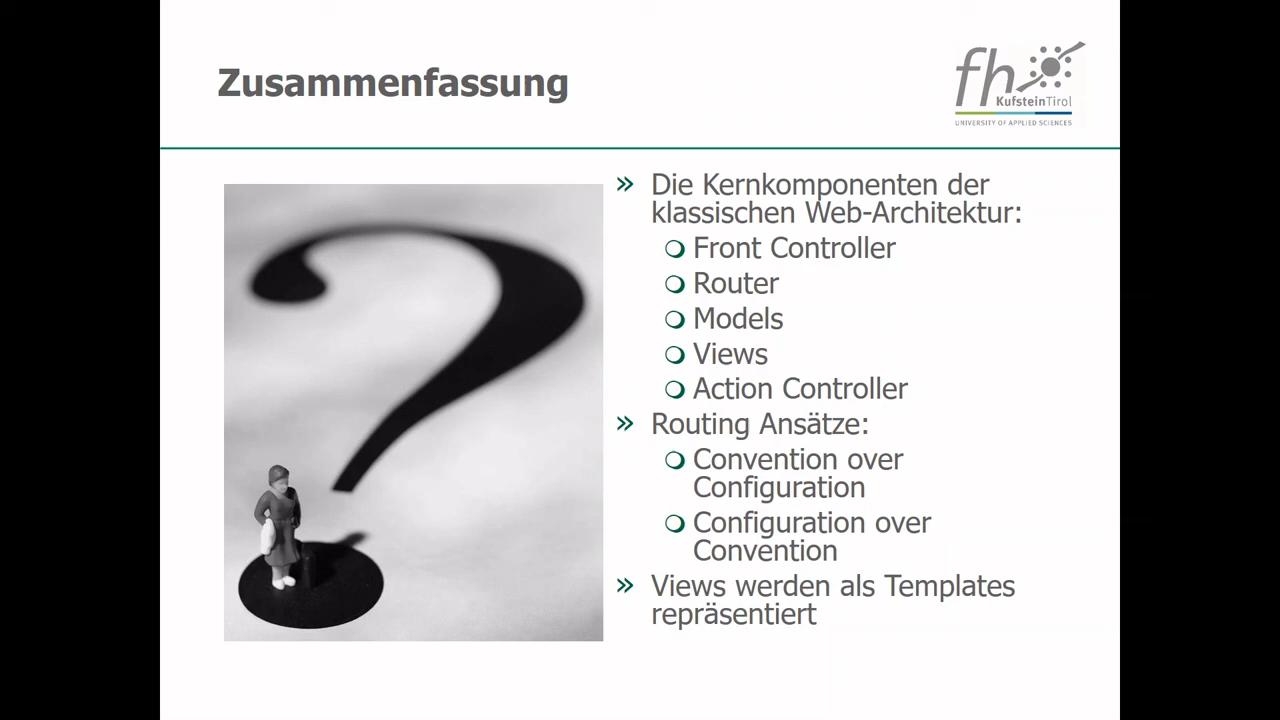 Zusammenfassung
fh
KufsteinTirol
UNIVERSITY OF APPLIED SCIENCES
» Die Kernkomponenten der
klassischen Web-Architektur:
Front Controller
Router
Models
Views
Action Controller
» Routing Ansätze:
Convention over
Configuration
Configuration over
Convention
» Views werden als Templates
repräsentiert
?